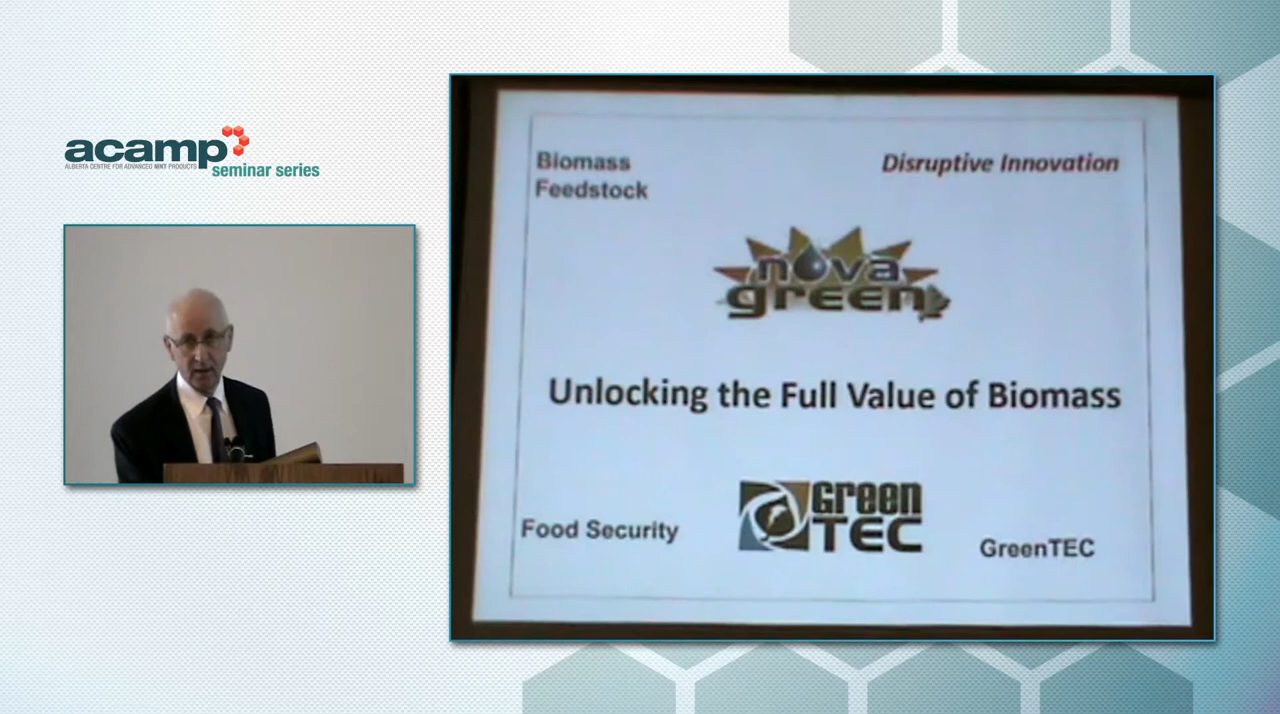 acamp
ALBERTA CENTRE FOR ADVANCED MNT PRODUCTS
seminar series
Biomass
Feedstock
Disruptive Innovation
nova
green
Unlocking the Full Value of Biomass
Green
TEC
Food Security
GreenTEC